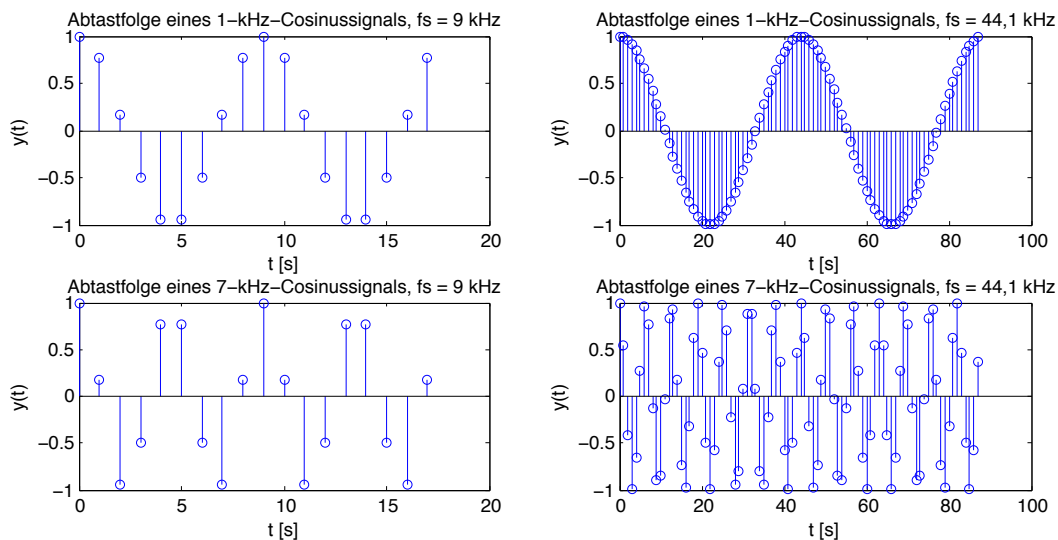 Abtastfolge eines 1−kHz−Cosinussignals, fs = 9 kHz
1
0.5
0
−0.5
−1
y(t)
0 5 10 15 20
t [s]
Abtastfolge eines 1−kHz−Cosinussignals, fs = 44,1 kHz
1
0.5
0
−0.5
−1
y(t)
0 20 40 60 80 100
t [s]
Abtastfolge eines 7−kHz−Cosinussignals, fs = 9 kHz
1
0.5
0
−0.5
−1
y(t)
0 5 10 15 20
t [s]
Abtastfolge eines 7−kHz−Cosinussignals, fs = 44,1 kHz
1
0.5
0
−0.5
−1
y(t)
0 20 40 60 80 100
t [s]